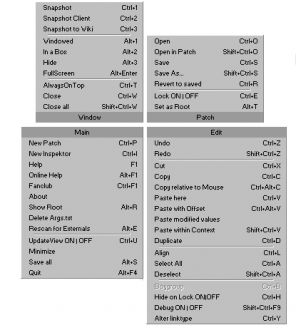 Snapshot Ctrl+1
Snapshot Client Ctrl+2
Snapshot to Viki Ctrl+3
Vindowed Alt+1
In a Box Alt+2
Hide Alt+3
FullScreen Alt+Enter
AlwaysOnTop Ctrl+T
Close Ctrl+W
Close all Shift+Ctrl+W
Window
Open Ctrl+O
Open in Patch Shift+Ctrl+O
Save Ctrl+S
Save As... Shift+Ctrl+S
Revert to saved Ctrl+R
Lock ON | OFF Ctrl+E
Set as Root Alt+T
Patch
Main
New Patch Ctrl+P
New Inspektor Ctrl+I
Help F1
Online Help Alt+F1
Fanclub Ctrl+F1
About
Show Root Alt+R
Delete Args.txt
Rescan for Externals Alt+E
UpdateView ON | OFF Ctrl+U
Minimize
Save all Alt+S
Quit Alt+F4
Edit
Undo Ctrl+Z
Redo Shift+Ctrl+Z
Cut Ctrl+X
Copy Ctrl+C
Copy relative to Mouse Ctrl+Alt+C
Paste here Ctrl+V
Paste with Offset Ctrl+Alt+V
Paste modified values
Paste within Context Shift+Ctrl+V
Duplicate Ctrl+D
Align Ctrl+L
Select All Ctrl+A
Deselect Shift+Ctrl+A
Boygroup Ctrl+B
Hide on Lock ON|OFF Ctrl+H
Debug ON | OFF Shift+Ctrl+F9
Alter linktype Ctrl+Y